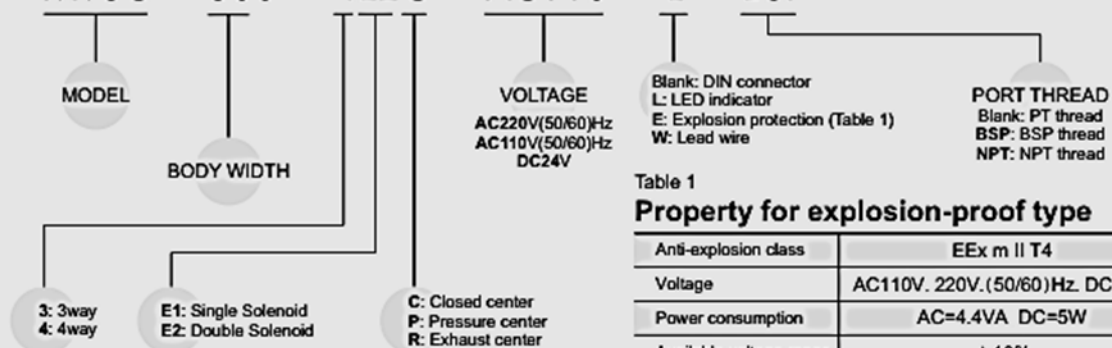 MODEL
BODY WIDTH
3: 3way
4: 4way
E1: Single Solenoid
E2: Double Solenoid
C: Closed center
P: Pressure center
R: Exhaust center
VOLTAGE
AC220V(50/60)Hz
AC110V(50/60)Hz
DC24V
Blank: DIN connector
L: LED indicator
E: Explosion protection (Table 1)
W: Lead wire
PORT THREAD
Blank: PT thread
BSP: BSP thread
NPT: NPT thread
Table 1
Property for explosion-proof type
Anti-explosion class EEx m II T4
Voltage AC110V. 220V.(50/60)Hz. DC
Power consumption AC=4.4VA DC=5W